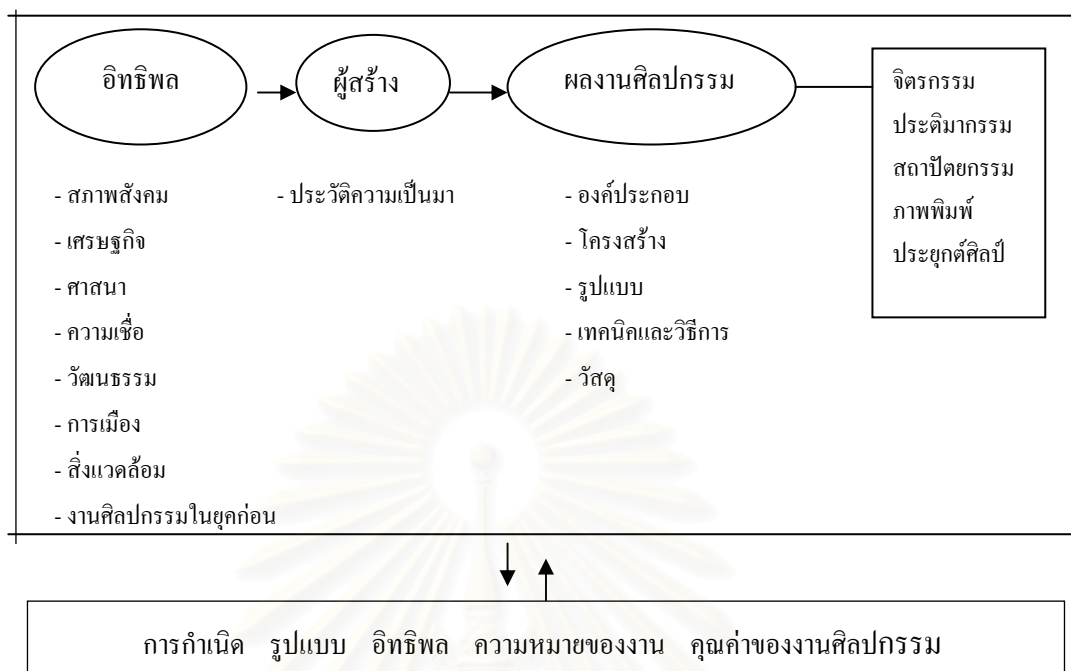 อิทธิพล
ผู้สร้าง
ผลงานศิลปกรรม
จิตรกรรม
ประติมากรรม
สถาปัตยกรรม
ภาพพิมพ์
ประยุกต์ศิลป์
- สภาพสังคม
- เศรษฐกิจ
- ศาสนา
- ความเชื่อ
- วัฒนธรรม
- การเมือง
- สิ่งแวดล้อม
- งานศิลปกรรมในยุคก่อน
- ประวัติความเป็นมา
- องค์ประกอบ
- โครงสร้าง
- รูปแบบ
- เทคนิคและวิธีการ
- วัสดุ
การกำเนิด รูปแบบ อิทธิพล ความหมายของงาน คุณค่าของงานศิลปกรรม